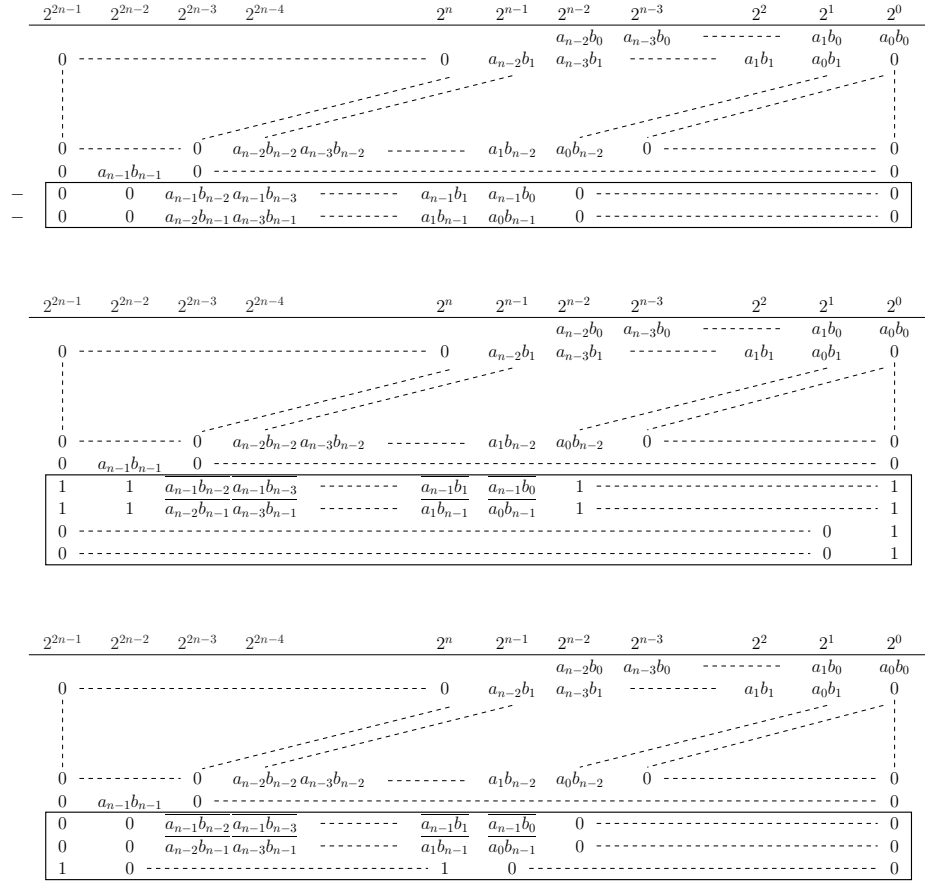 2^{2n-1} 2^{2n-2} 2^{2n-3} 2^{2n-4} 2^n 2^{n-1} 2^{n-2} 2^{n-3} 2^2 2^1 2^0
a_{n-2}b_0 a_{n-3}b_0 a_1b_0 a_0b_0
0 0 a_{n-2}b_1 a_{n-3}b_1 a_1b_1 a_0b_1 0
0 0 a_{n-2}b_{n-2} a_{n-3}b_{n-2} a_1b_{n-2} a_0b_{n-2} 0 0
0 a_{n-1}b_{n-1} 0 0
− 0 0 a_{n-1}b_{n-2} a_{n-1}b_{n-3} a_{n-1}b_1 a_{n-1}b_0 0 0
− 0 0 a_{n-2}b_{n-1} a_{n-3}b_{n-1} a_1b_{n-1} a_0b_{n-1} 0 0
2^{2n-1} 2^{2n-2} 2^{2n-3} 2^{2n-4} 2^n 2^{n-1} 2^{n-2} 2^{n-3} 2^2 2^1 2^0
a_{n-2}b_0 a_{n-3}b_0 a_1b_0 a_0b_0
0 0 a_{n-2}b_1 a_{n-3}b_1 a_1b_1 a_0b_1 0
0 0 a_{n-2}b_{n-2} a_{n-3}b_{n-2} a_1b_{n-2} a_0b_{n-2} 0 0
0 a_{n-1}b_{n-1} 0 0
1 1 \overline{a_{n-1}b_{n-2}} \overline{a_{n-1}b_{n-3}} \overline{a_{n-1}b_1} \overline{a_{n-1}b_0} 1 1
1 1 \overline{a_{n-2}b_{n-1}} \overline{a_{n-3}b_{n-1}} \overline{a_1b_{n-1}} \overline{a_0b_{n-1}} 1 1
0 0 1
0 0 1
2^{2n-1} 2^{2n-2} 2^{2n-3} 2^{2n-4} 2^n 2^{n-1} 2^{n-2} 2^{n-3} 2^2 2^1 2^0
a_{n-2}b_0 a_{n-3}b_0 a_1b_0 a_0b_0
0 0 a_{n-2}b_1 a_{n-3}b_1 a_1b_1 a_0b_1 0
0 0 a_{n-2}b_{n-2} a_{n-3}b_{n-2} a_1b_{n-2} a_0b_{n-2} 0 0
0 a_{n-1}b_{n-1} 0 0
0 0 \overline{a_{n-1}b_{n-2}} \overline{a_{n-1}b_{n-3}} \overline{a_{n-1}b_1} \overline{a_{n-1}b_0} 0 0
0 0 \overline{a_{n-2}b_{n-1}} \overline{a_{n-3}b_{n-1}} \overline{a_1b_{n-1}} \overline{a_0b_{n-1}} 0 0
1 0 1 0 0